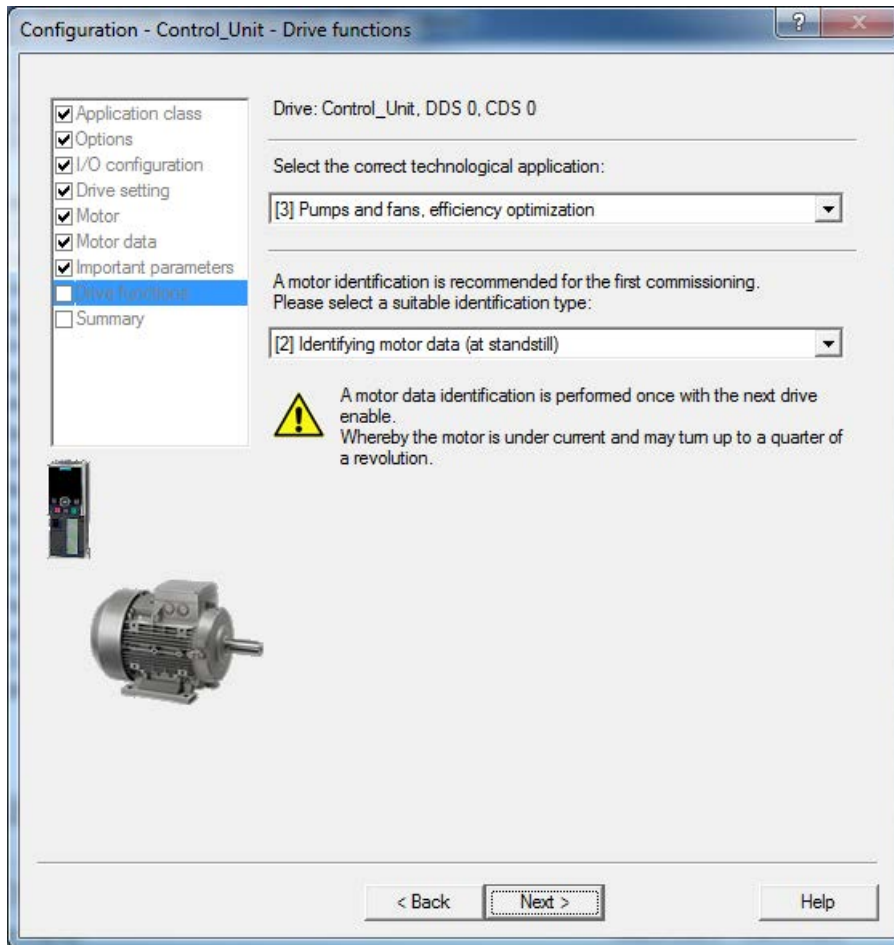 Configuration - Control_Unit - Drive functions
?
Application class
Options
I/O configuration
Drive setting
Motor
Motor data
Important parameters
Drive functions
Summary
Drive: Control_Unit, DDS 0, CDS 0
Select the correct technological application:
[3] Pumps and fans, efficiency optimization
A motor identification is recommended for the first commissioning.
Please select a suitable identification type:
[2] Identifying motor data (at standstill)
A motor data identification is performed once with the next drive
enable.
Whereby the motor is under current and may turn up to a quarter of
a revolution.
< Back
Next >
Help